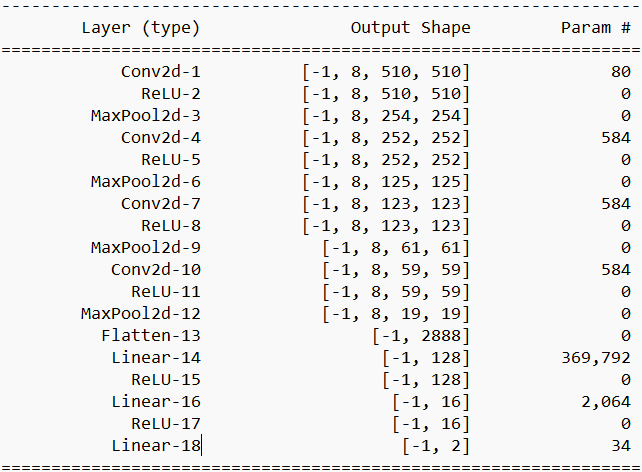 ----------------------------------------------------------------
Layer (type) Output Shape Param #
================================================================
Conv2d-1 [-1, 8, 510, 510] 80
ReLU-2 [-1, 8, 510, 510] 0
MaxPool2d-3 [-1, 8, 254, 254] 0
Conv2d-4 [-1, 8, 252, 252] 584
ReLU-5 [-1, 8, 252, 252] 0
MaxPool2d-6 [-1, 8, 125, 125] 0
Conv2d-7 [-1, 8, 123, 123] 584
ReLU-8 [-1, 8, 123, 123] 0
MaxPool2d-9 [-1, 8, 61, 61] 0
Conv2d-10 [-1, 8, 59, 59] 584
ReLU-11 [-1, 8, 59, 59] 0
MaxPool2d-12 [-1, 8, 19, 19] 0
Flatten-13 [-1, 2888] 0
Linear-14 [-1, 128] 369,792
ReLU-15 [-1, 128] 0
Linear-16 [-1, 16] 2,064
ReLU-17 [-1, 16] 0
Linear-18 [-1, 2] 34
================================================================